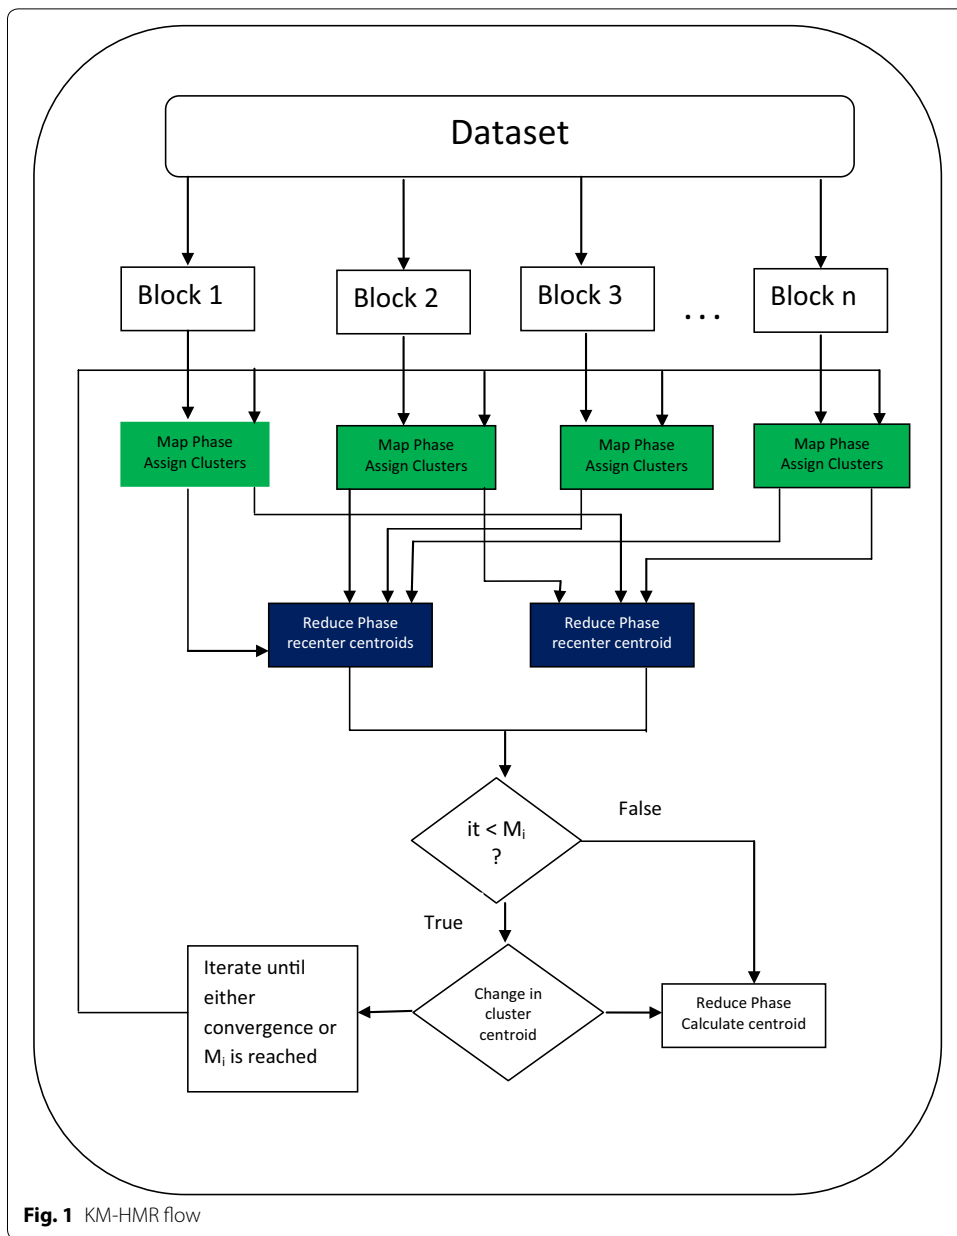 Dataset
Block 1
Block 2
Block 3
. . .
Block n
Map Phase
Assign Clusters
Map Phase
Assign Clusters
Map Phase
Assign Clusters
Map Phase
Assign Clusters
Reduce Phase
recenter centroids
Reduce Phase
recenter centroid
it < Mi
?
False
True
Iterate until
either
convergence or
Mi is reached
Change in
cluster
centroid
Reduce Phase
Calculate centroid
Fig. 1 KM-HMR flow